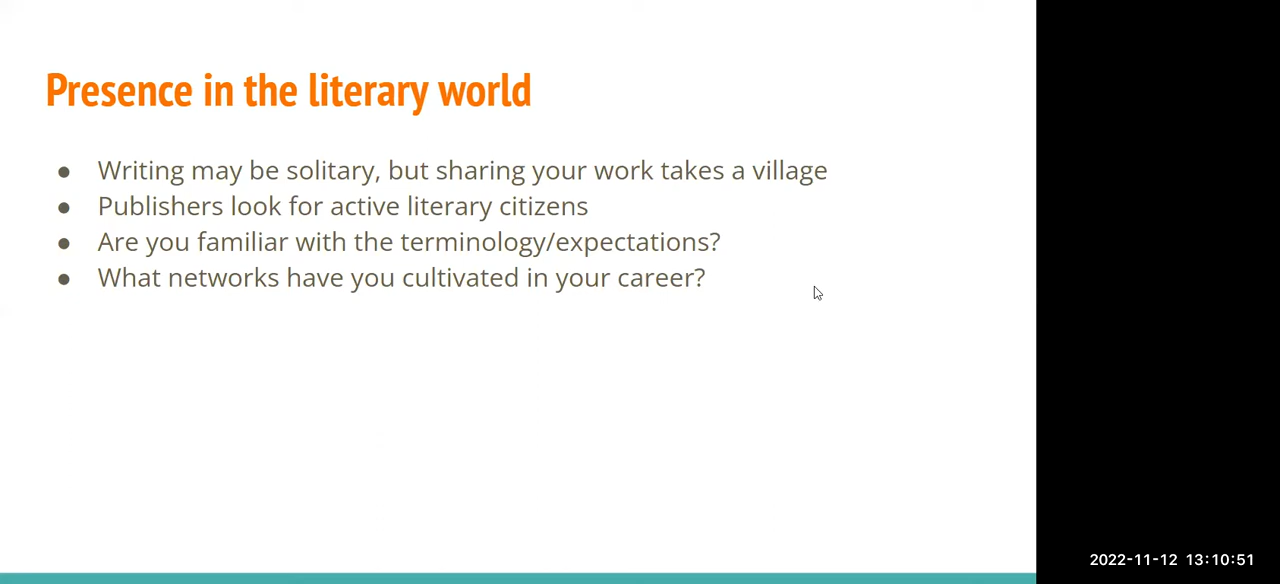 Presence in the literary world
● Writing may be solitary, but sharing your work takes a village
● Publishers look for active literary citizens
● Are you familiar with the terminology/expectations?
● What networks have you cultivated in your career?
2022-11-12 13:10:51